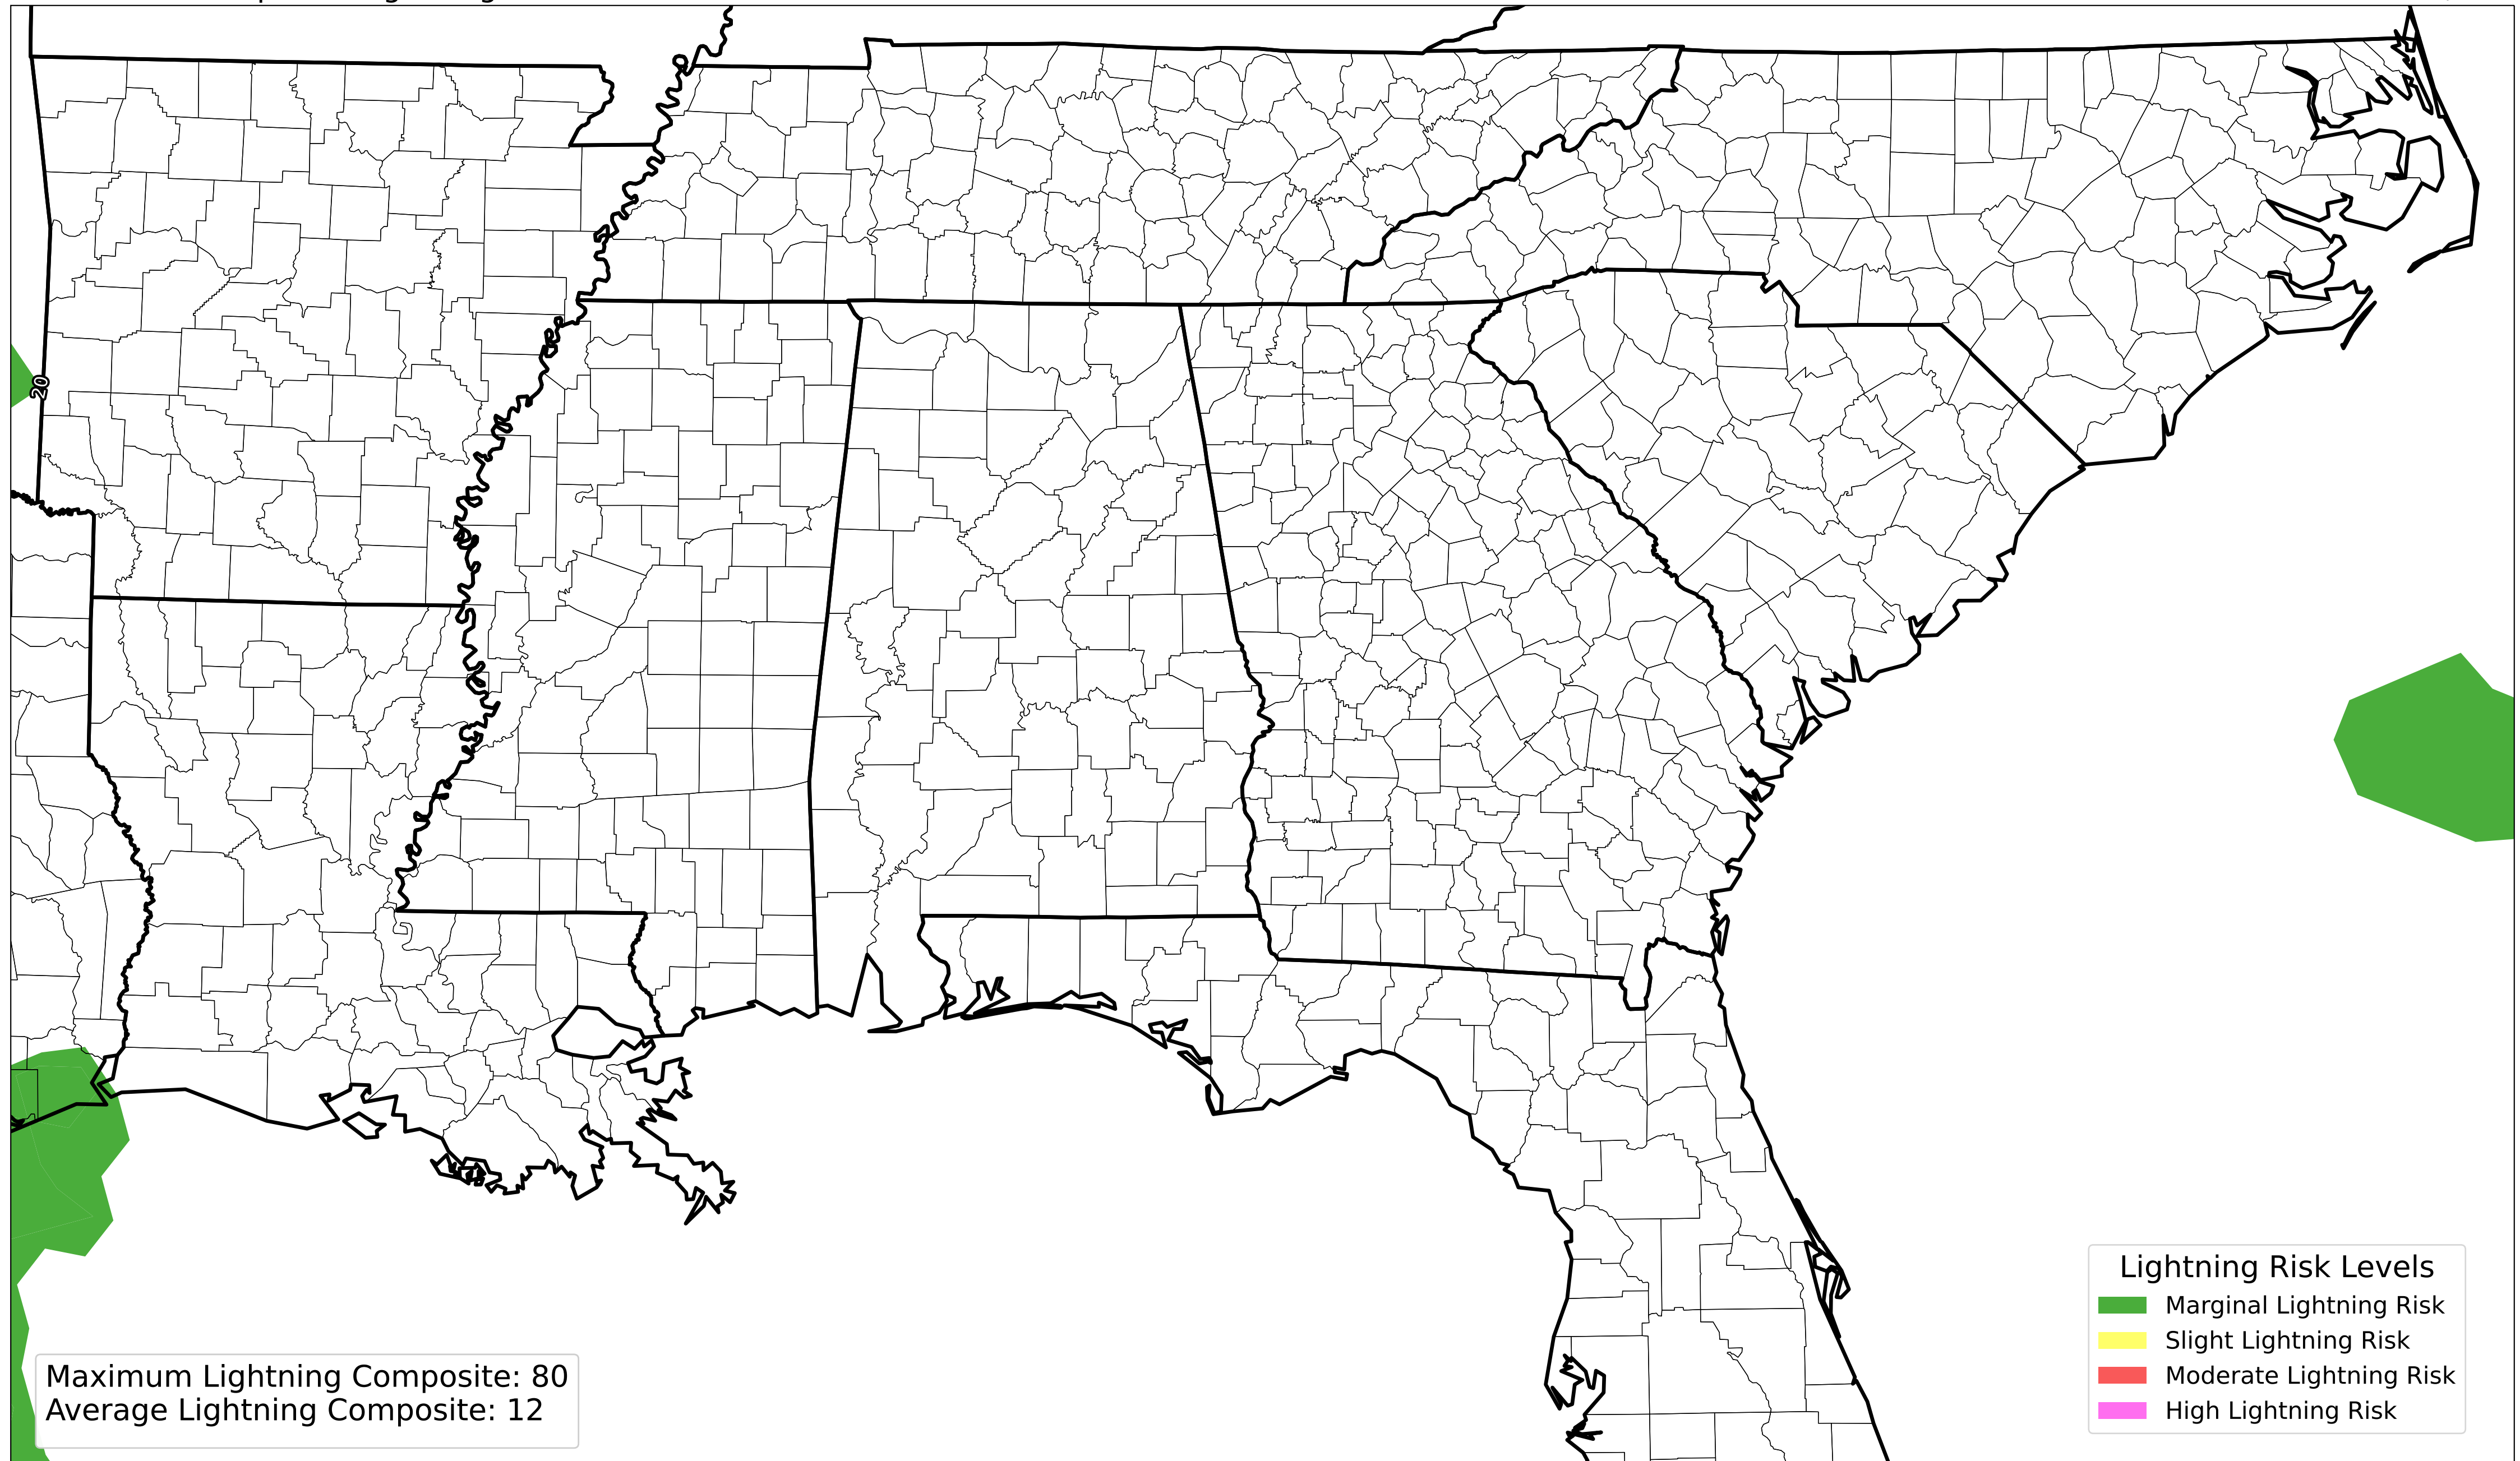 20
Lightning Risk Levels
Marginal Lightning Risk
Slight Lightning Risk
Moderate Lightning Risk
High Lightning Risk
Maximum Lightning Composite: 80
Average Lightning Composite: 12